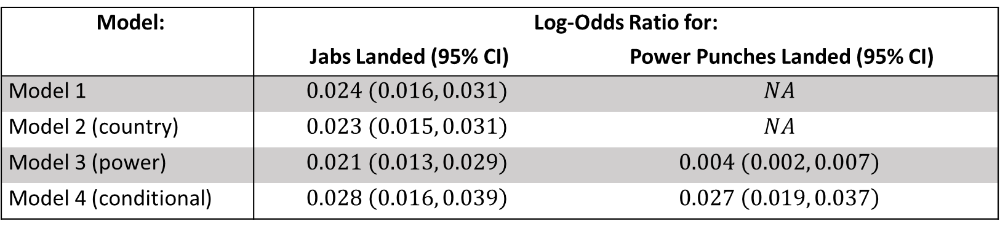 Model: Log-Odds Ratio for:
Jabs Landed (95% CI) Power Punches Landed (95% CI)
Model 1 0.024 (0.016, 0.031) NA
Model 2 (country) 0.023 (0.015, 0.031) NA
Model 3 (power) 0.021 (0.013, 0.029) 0.004 (0.002, 0.007)
Model 4 (conditional) 0.028 (0.016, 0.039) 0.027 (0.019, 0.037)